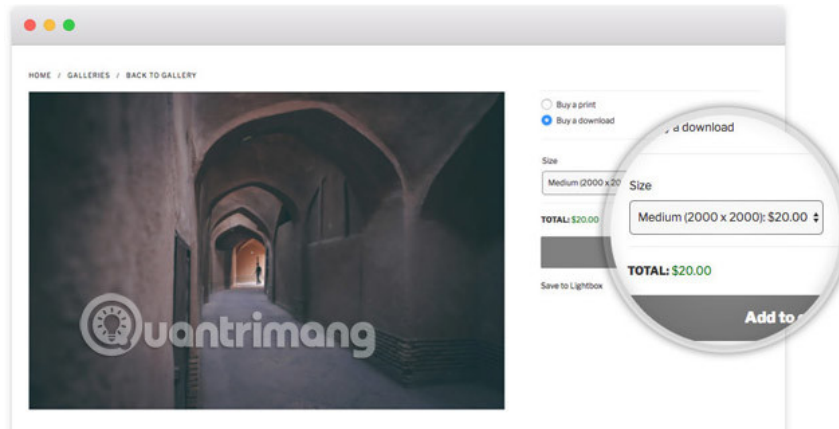 HOME / GALLERIES / BACK TO GALLERY
Buy a print
Buy a download
Size
Medium (2000 x 20
TOTAL: $20.00
Save to Lightbox
a download
Size
Medium (2000 x 2000): $20.00
TOTAL: $20.00
Add to
Quantrimang